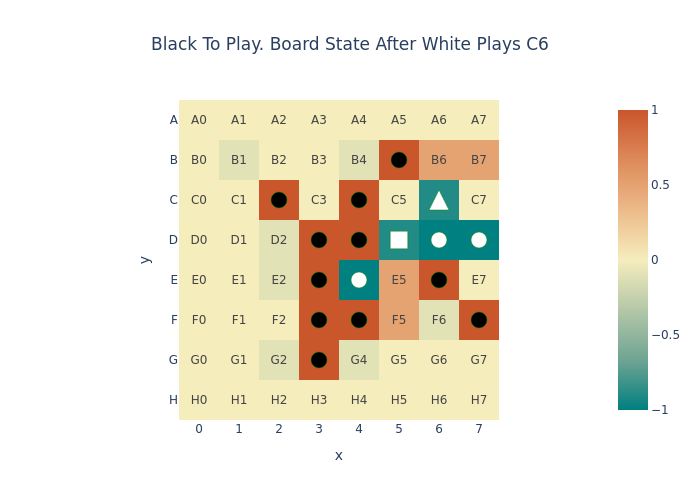 Black To Play. Board State After White Plays C6
A A0 A1 A2 A3 A4 A5 A6 A7
B B0 B1 B2 B3 B4 B6 B7
C C0 C1 C3 C5 C7
D D0 D1 D2
E E0 E1 E2 E5 E7
F F0 F1 F2 F5 F6
G G0 G1 G2 G4 G5 G6 G7
H H0 H1 H2 H3 H4 H5 H6 H7
0 1 2 3 4 5 6 7
x
y
1
0.5
0
−0.5
−1